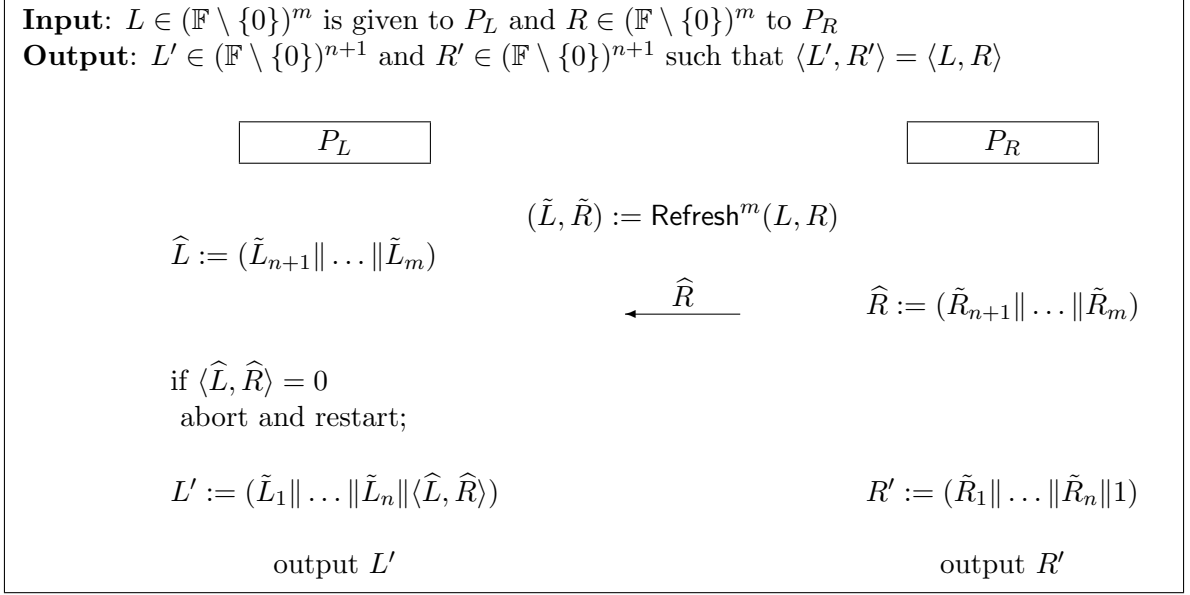 Input: L ∈ (𝔽 \ {0})^m is given to P_L and R ∈ (𝔽 \ {0})^m to P_R
Output: L′ ∈ (𝔽 \ {0})^{n+1} and R′ ∈ (𝔽 \ {0})^{n+1} such that ⟨L′, R′⟩ = ⟨L, R⟩
P_L P_R
(L̃, R̃) := Refresh^m(L, R)
L̂ := (L̃_{n+1}‖ . . . ‖L̃_m)
R̂ R̂ := (R̃_{n+1}‖ . . . ‖R̃_m)
if ⟨L̂, R̂⟩ = 0
abort and restart;
L′ := (L̃_1‖ . . . ‖L̃_n‖⟨L̂, R̂⟩) R′ := (R̃_1‖ . . . ‖R̃_n‖1)
output L′ output R′